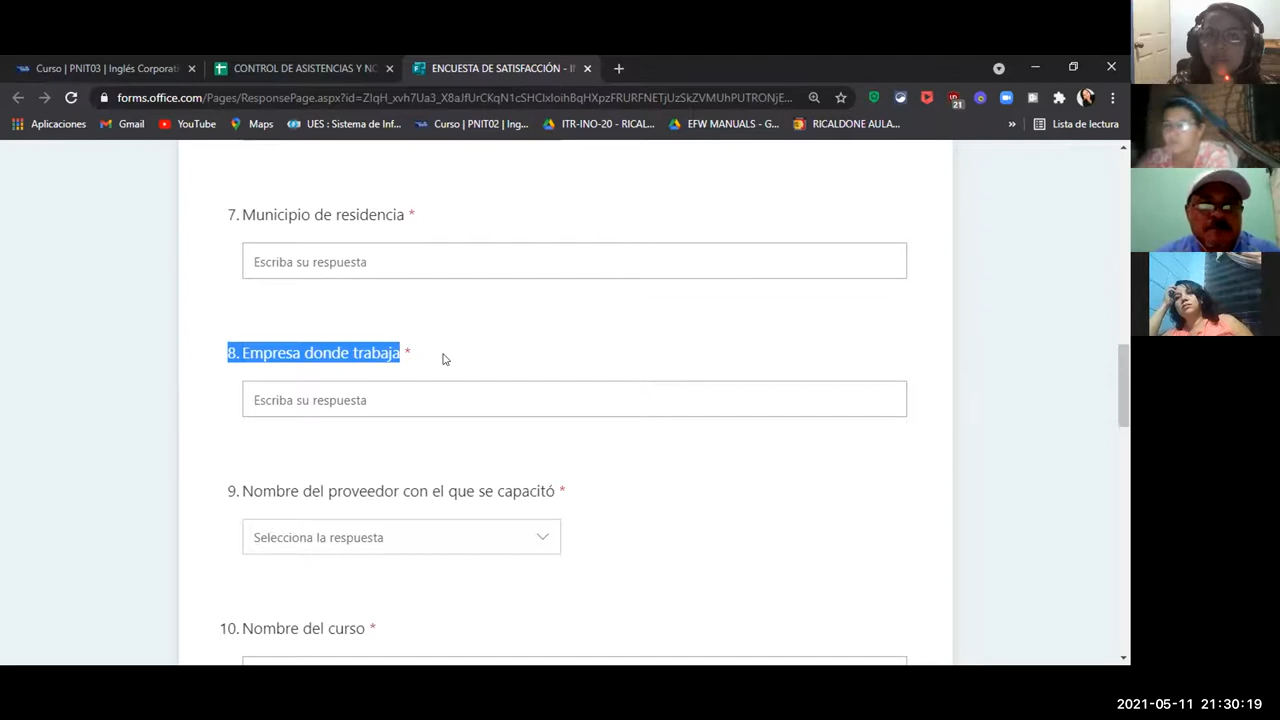 Curso | PNIT03 | Inglés Corporati
CONTROL DE ASISTENCIAS Y NO
ENCUESTA DE SATISFACCIÓN - I
forms.office.com/Pages/ResponsePage.aspx?id=
Aplicaciones
Gmail
YouTube
Maps
UES : Sistema de Inf...
Curso | PNIT02 | Ing...
ITR-INO-20 - RICAL...
EFW MANUALS - G...
RICALDONE AULA...
»
Lista de lectura
21
7. Municipio de residencia *
Escriba su respuesta
8. Empresa donde trabaja *
Escriba su respuesta
9. Nombre del proveedor con el que se capacitó *
Selecciona la respuesta
10. Nombre del curso *
2021-05-11 21:30:19